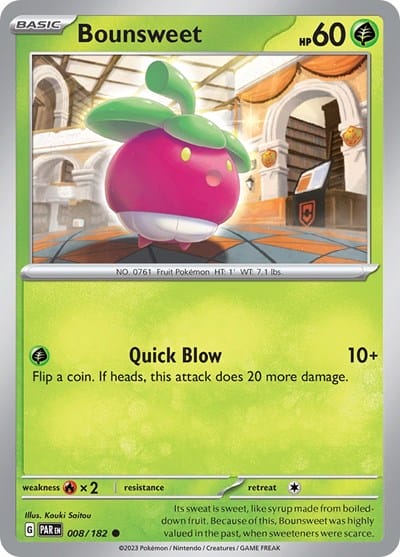 BASIC
Bounsweet
HP60
NO. 0761 Fruit Pokémon HT: 1' WT: 7.1 lbs.
Quick Blow 10+
Flip a coin. If heads, this attack does 20 more damage.
weakness × 2 resistance retreat
Illus. Kouki Saitou
G PAR EN 008/182
Its sweat is sweet, like syrup made from boiled-
down fruit. Because of this, Bounsweet was highly
valued in the past, when sweeteners were scarce.
©2023 Pokémon / Nintendo / Creatures / GAME FREAK